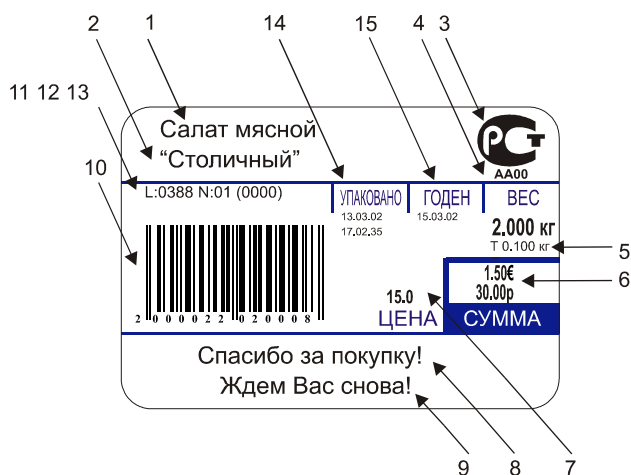 2 1 14 15 3
4
11 12 13
10
5
6
Салат мясной
“Столичный”
РСТ
АА00
L:0388 N:01 (0000)
УПАКОВАНО ГОДЕН ВЕС
13.03.02 15.03.02
17.02.35
2.000 кг
Т 0.100 кг
1.50€
30.00р
15.0
ЦЕНА СУММА
2 000022 020008
Спасибо за покупку!
Ждем Вас снова!
9 8 7